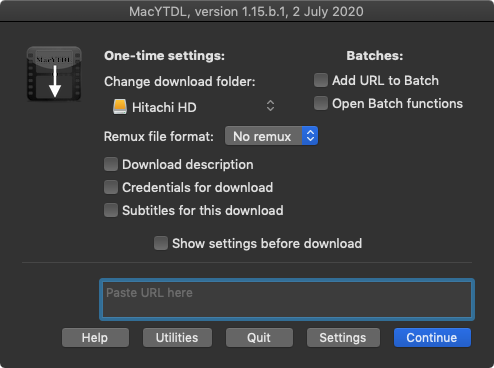 MacYTDL, version 1.15.b.1, 2 July 2020
MacYTDL
One-time settings:
Batches:
Change download folder:
Add URL to Batch
Hitachi HD
Open Batch functions
Remux file format:
No remux
Download description
Credentials for download
Subtitles for this download
Show settings before download
Paste URL here
Help
Utilities
Quit
Settings
Continue